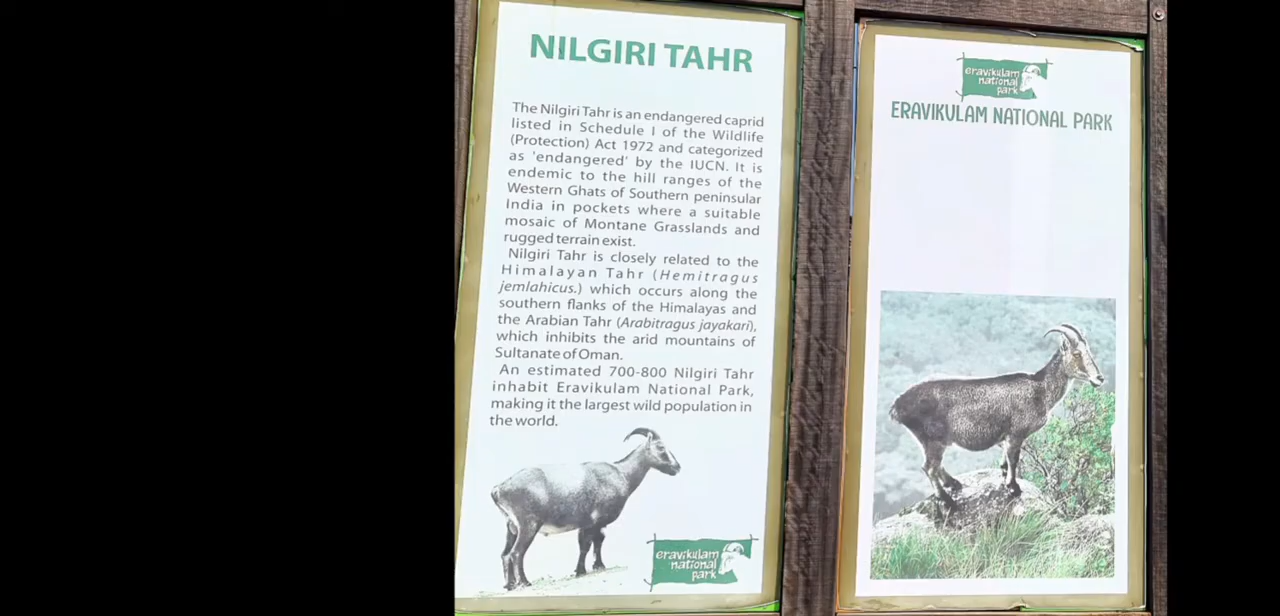 NILGIRI TAHR
The Nilgiri Tahr is an endangered caprid
listed in Schedule I of the Wildlife
(Protection) Act 1972 and categorized
as 'endangered' by the IUCN. It is
endemic to the hill ranges of the
Western Ghats of Southern peninsular
India in pockets where a suitable
mosaic of Montane Grasslands and
rugged terrain exist.
Nilgiri Tahr is closely related to the
Himalayan Tahr (Hemitragus
jemlahicus.) which occurs along the
southern flanks of the Himalayas and
the Arabian Tahr (Arabitragus jayakari),
which inhibits the arid mountains of
Sultanate of Oman.
An estimated 700-800 Nilgiri Tahr
inhabit Eravikulam National Park,
making it the largest wild population in
the world.
eravikulam
national
park
eravikulam
national
park
ERAVIKULAM NATIONAL PARK